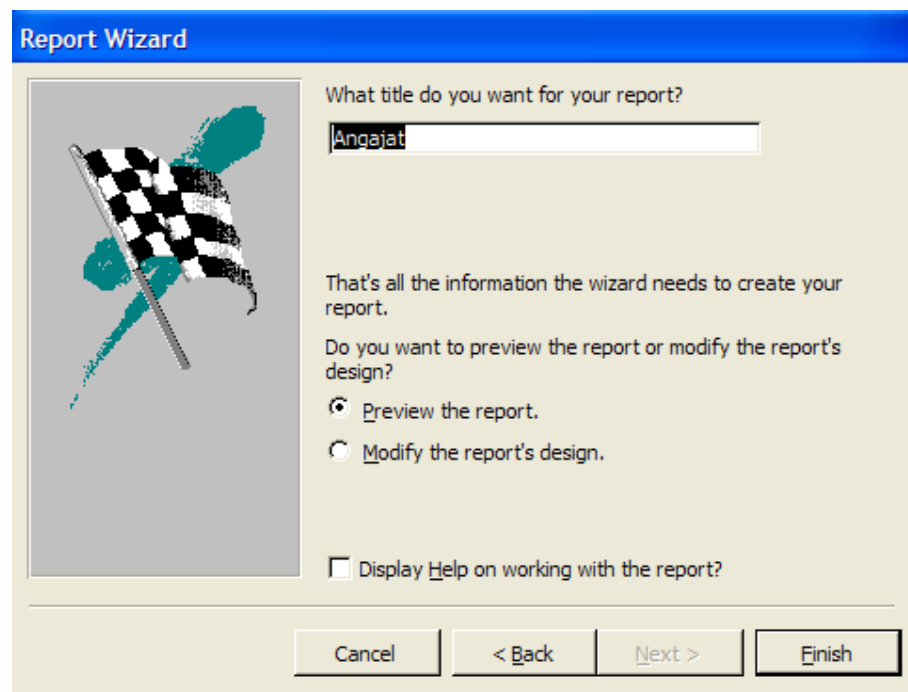 Report Wizard
What title do you want for your report?
Angajat
That's all the information the wizard needs to create your
report.
Do you want to preview the report or modify the report's
design?
Preview the report.
Modify the report's design.
Display Help on working with the report?
Cancel
< Back
Next >
Finish